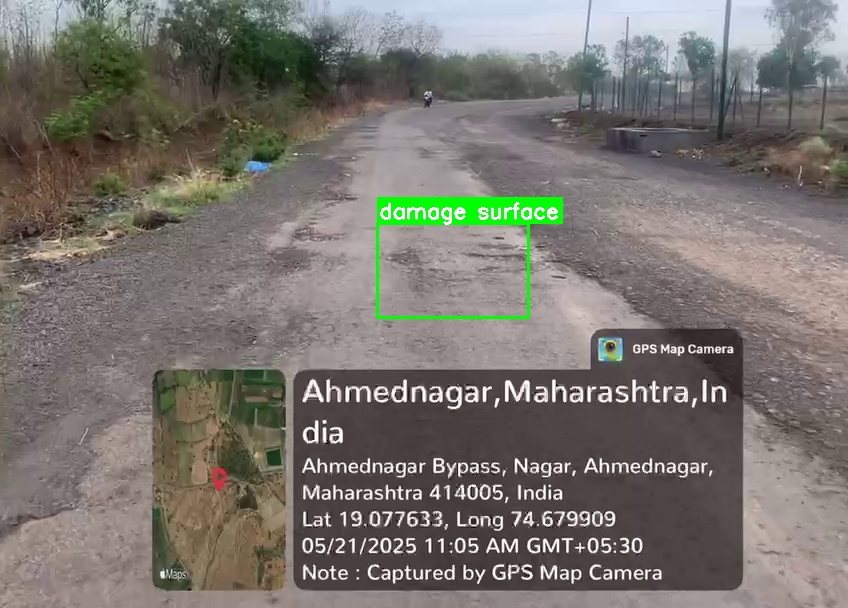 damage surface
GPS Map Camera
Ahmednagar,Maharashtra,In
dia
Ahmednagar Bypass, Nagar, Ahmednagar,
Maharashtra 414005, India
Lat 19.077633, Long 74.679909
05/21/2025 11:05 AM GMT+05:30
Note : Captured by GPS Map Camera
Maps